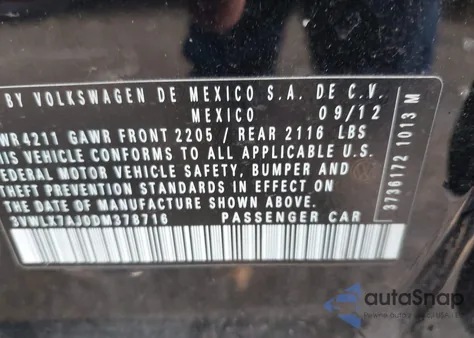 BY VOLKSWAGEN DE MEXICO S.A. DE C.V.
MEXICO 09/12
WR4211 GAWR FRONT 2205 / REAR 2116 LBS
HIS VEHICLE CONFORMS TO ALL APPLICABLE U.S.
FEDERAL MOTOR VEHICLE SAFETY, BUMPER AND
THEFT PREVENTION STANDARDS IN EFFECT ON
THE DATE OF MANUFACTURE SHOWN ABOVE.
3VWLX7AJ0DM378716 PASSENGER CAR
3736172 1013 M
autoSnap